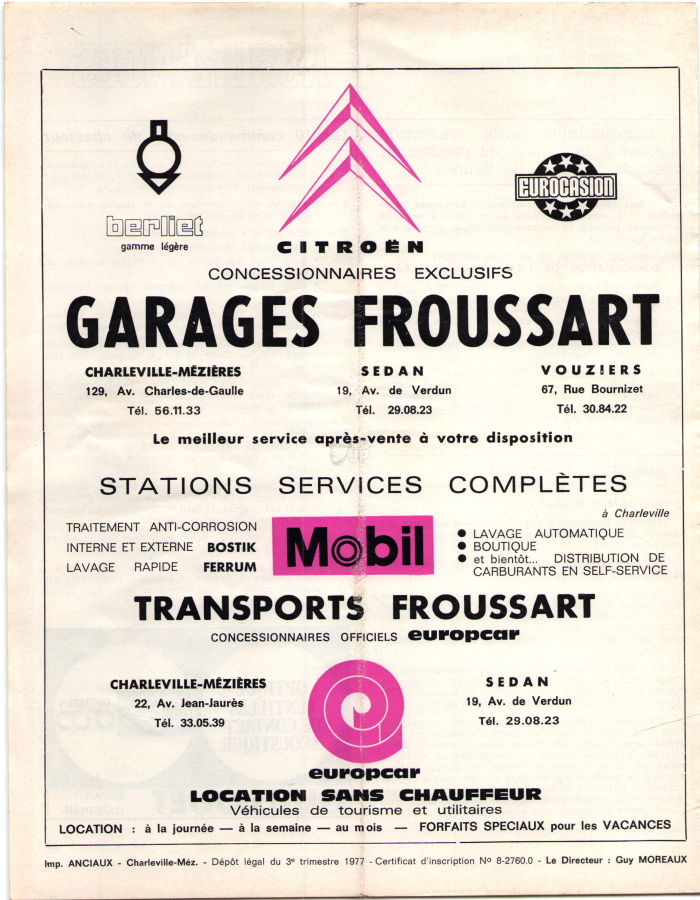 berliet
gamme légère
CITROËN
EUROCASION
CONCESSIONNAIRES EXCLUSIFS
GARAGES FROUSSART
CHARLEVILLE-MÉZIÈRES
129, Av. Charles-de-Gaulle
Tél. 56.11.33
SEDAN
19, Av. de Verdun
Tél. 29.08.23
VOUZIERS
67, Rue Bournizet
Tél. 30.84.22
Le meilleur service après-vente à votre disposition
STATIONS SERVICES COMPLÈTES
TRAITEMENT ANTI-CORROSION
INTERNE ET EXTERNE BOSTIK
LAVAGE RAPIDE FERRUM
Mobil
à Charleville
● LAVAGE AUTOMATIQUE
● BOUTIQUE
● et bientôt... DISTRIBUTION DE
CARBURANTS EN SELF-SERVICE
TRANSPORTS FROUSSART
CONCESSIONNAIRES OFFICIELS europcar
CHARLEVILLE-MÉZIÈRES
22, Av. Jean-Jaurès
Tél. 33.05.39
SEDAN
19, Av. de Verdun
Tél. 29.08.23
europcar
LOCATION SANS CHAUFFEUR
Véhicules de tourisme et utilitaires
LOCATION : à la journée — à la semaine — au mois — FORFAITS SPECIAUX pour les VACANCES
Imp. ANCIAUX - Charleville-Méz. - Dépôt légal du 3e trimestre 1977 - Certificat d'inscription No 8-2760.0 - Le Directeur : Guy MOREAUX